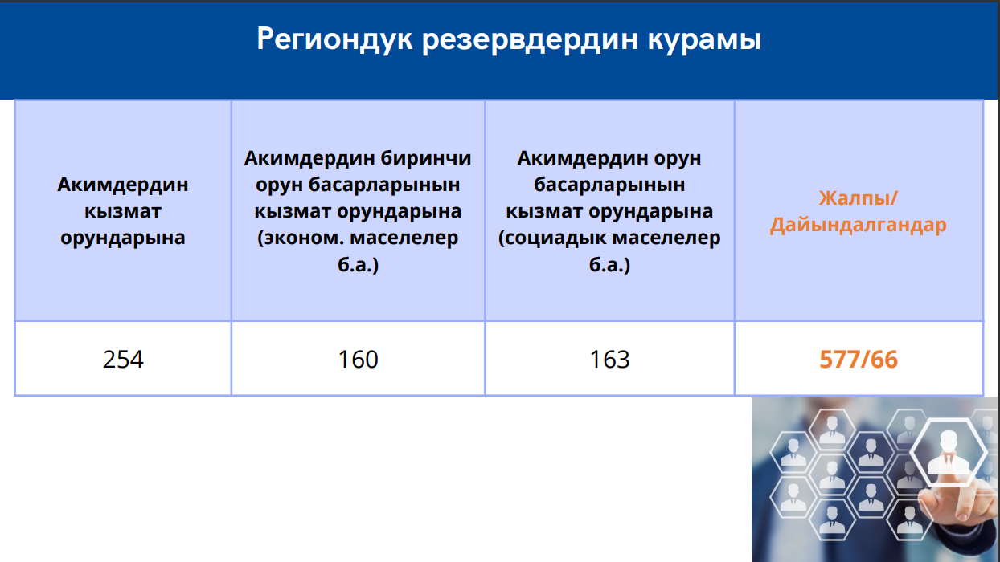 Региондук резервдердин курамы
Акимдердин
кызмат
орундарына
Акимдердин биринчи
орун басарларынын
кызмат орундарына
(эконом. маселелер
б.а.)
Акимдердин орун
басарларынын
кызмат орундарына
(социадык маселелер
б.а.)
Жалпы/
Дайындалгандар
254
160
163
577/66